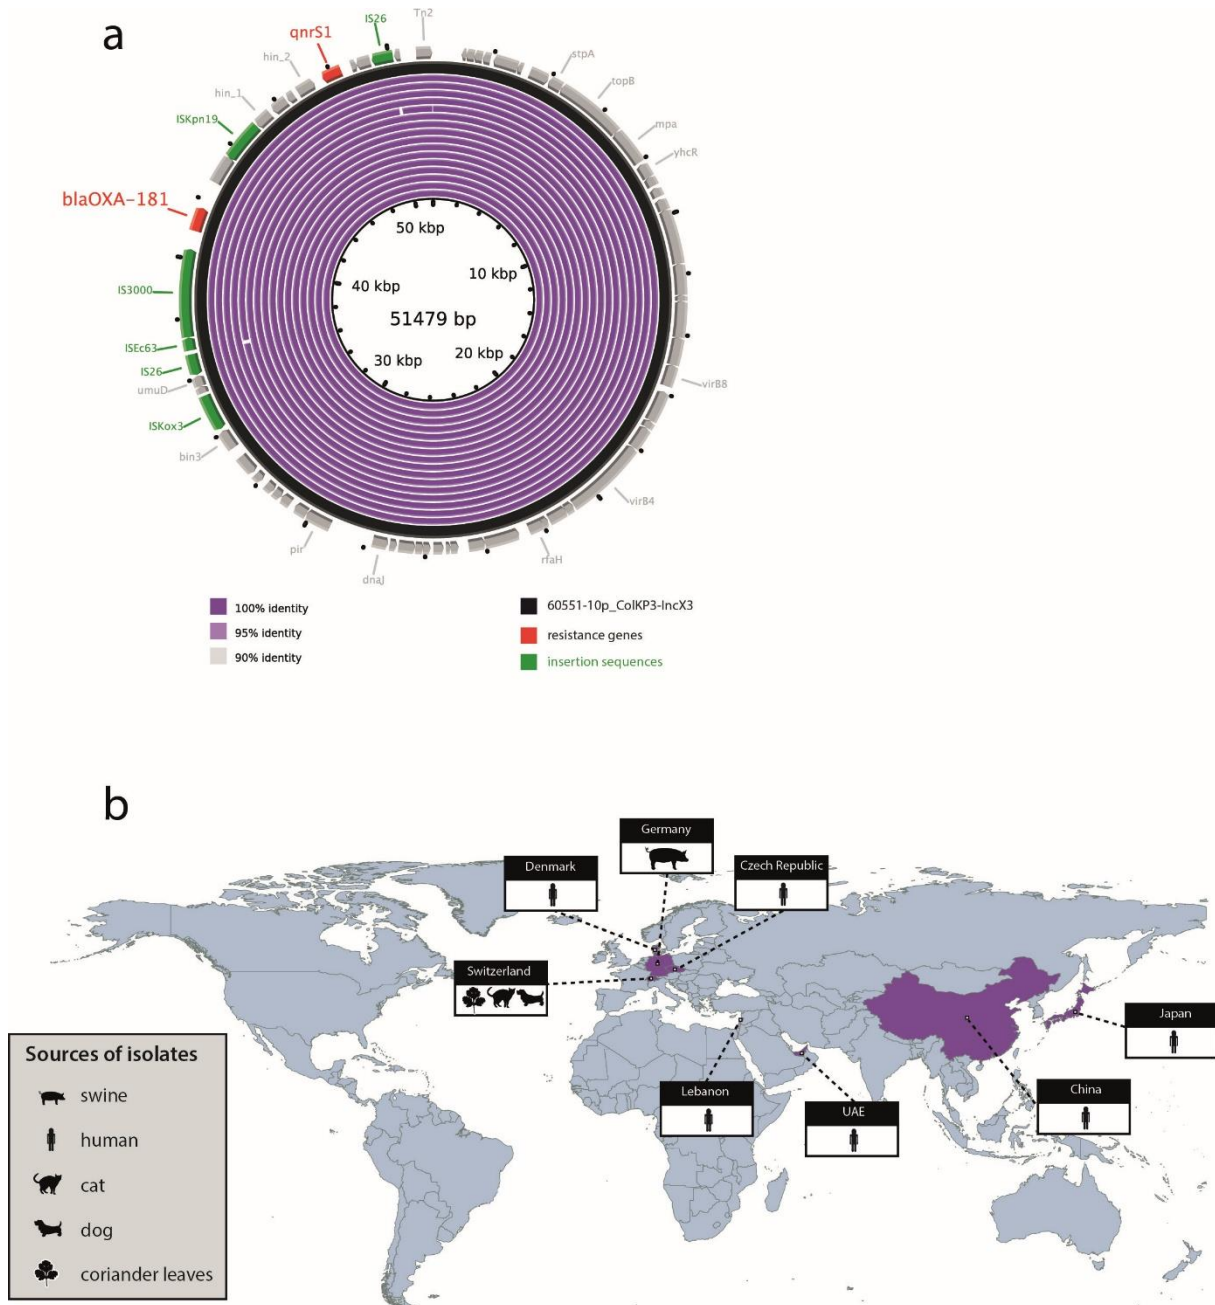 a
qnrS1
IS26
Tn2
hin_2
stpA
topB
hin_1
ISKpn19
mpa
yhcR
blaOXA-181
50 kbp
10 kbp
40 kbp
IS3000
51479 bp
ISEc63
20 kbp
IS26
30 kbp
umuD
virB8
ISKox3
bin3
virB4
pir
rfaH
dnaJ
100% identity
95% identity
90% identity
60551-10p_ColKP3-IncX3
resistance genes
insertion sequences
b
Germany
Denmark
Czech Republic
Switzerland
Japan
Lebanon
UAE
China
Sources of isolates
swine
human
cat
dog
coriander leaves